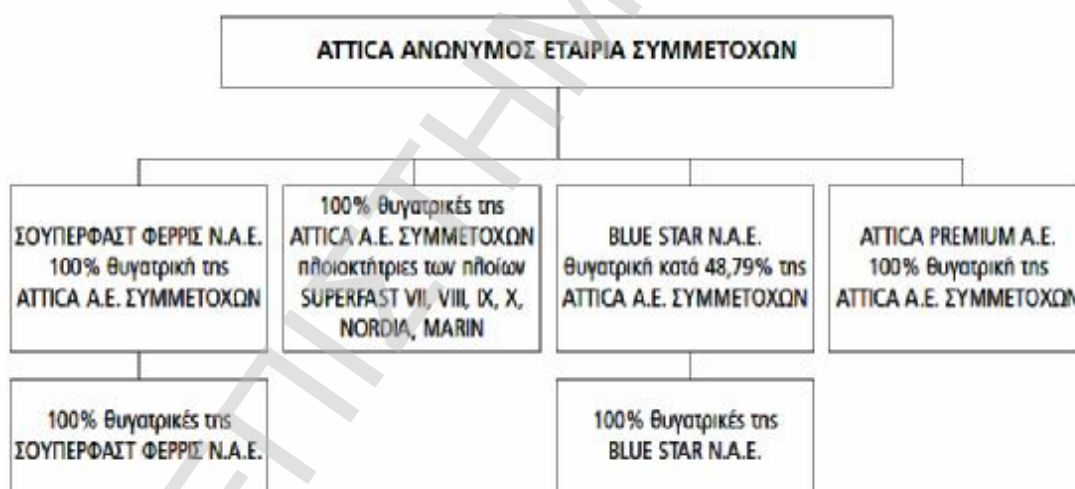 ATTICA ΑΝΩΝΥΜΟΣ ΕΤΑΙΡΙΑ ΣΥΜΜΕΤΟΧΩΝ
ΣΟΥΠΕΡΦΑΣΤ ΦΕΡΡΙΣ Ν.Α.Ε.
100% θυγατρική της
ATTICA Α.Ε. ΣΥΜΜΕΤΟΧΩΝ
100% θυγατρικές της
ATTICA Α.Ε. ΣΥΜΜΕΤΟΧΩΝ
πλοιοκτήτριες των πλοίων
SUPERFAST VII, VIII, IX, X,
NORDIA, MARIN
BLUE STAR Ν.Α.Ε.
θυγατρική κατά 48,79% της
ATTICA Α.Ε. ΣΥΜΜΕΤΟΧΩΝ
ATTICA PREMIUM Α.Ε.
100% θυγατρική της
ATTICA Α.Ε. ΣΥΜΜΕΤΟΧΩΝ
100% θυγατρικές της
ΣΟΥΠΕΡΦΑΣΤ ΦΕΡΡΙΣ Ν.Α.Ε.
100% θυγατρικές της
BLUE STAR Ν.Α.Ε.
ΕΠΙΣΤΗΜ